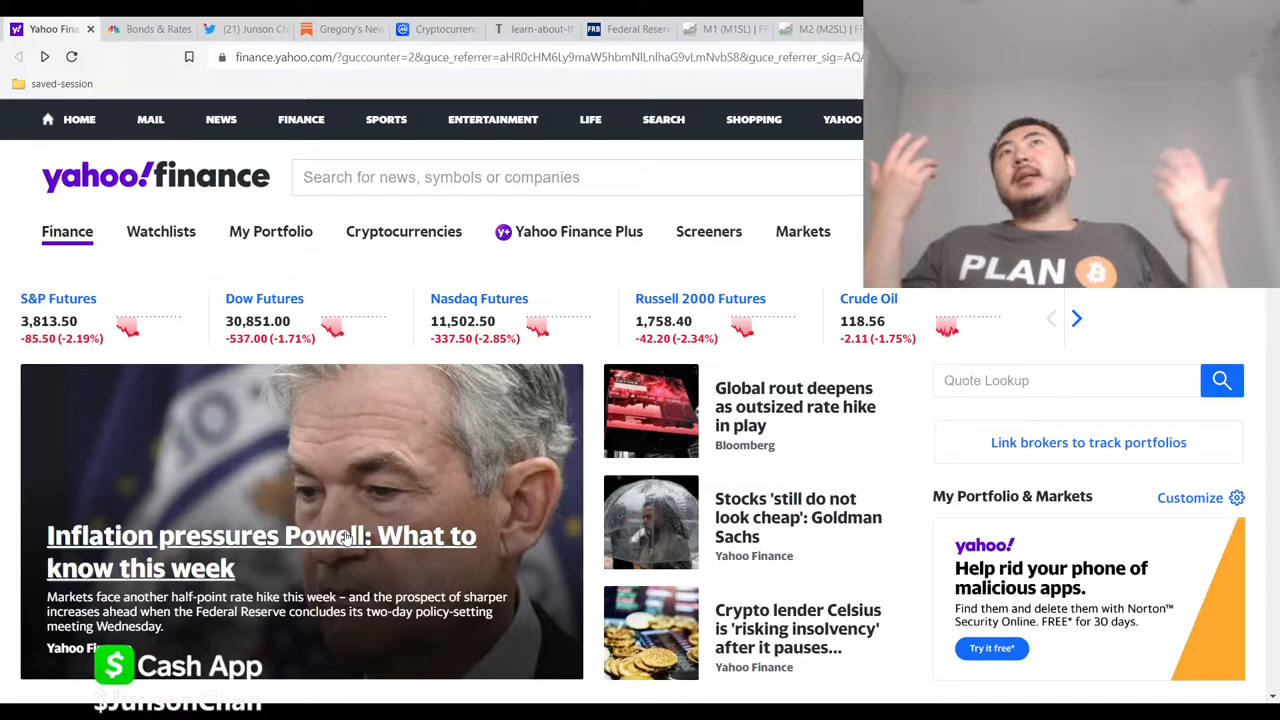 Yahoo Fina
Bonds & Rates
(21) Junson Ch
Gregory's New
Cryptocurrenc
learn-about-th
FRB
Federal Reserv
M1 (M1SL) | F
M2 (M2SL) | F
saved-session
HOME
MAIL
NEWS
FINANCE
SPORTS
ENTERTAINMENT
LIFE
SEARCH
SHOPPING
YAHOO
yahoo!finance
Search for news, symbols or companies
Finance
Watchlists
My Portfolio
Cryptocurrencies
y+ Yahoo Finance Plus
Screeners
Markets
PLAN
S&P Futures
3,813.50
-85.50 (-2.19%)
Dow Futures
30,851.00
-537.00 (-1.71%)
Nasdaq Futures
11,502.50
-337.50 (-2.85%)
Russell 2000 Futures
1,758.40
-42.20 (-2.34%)
Crude Oil
118.56
-2.11 (-1.75%)
Inflation pressures Powell: What to
know this week
Markets face another half-point rate hike this week – and the prospect of sharper
increases ahead when the Federal Reserve concludes its two-day policy-setting
meeting Wednesday.
Yahoo Fi
$ Cash App
$JunsonChan
Global rout deepens
as outsized rate hike
in play
Bloomberg
Stocks 'still do not
look cheap': Goldman
Sachs
Yahoo Finance
Crypto lender Celsius
is 'risking insolvency'
after it pauses...
Yahoo Finance
Quote Lookup
Link brokers to track portfolios
My Portfolio & Markets
Customize
yahoo!
Help rid your phone of
malicious apps.
Find them and delete them with Norton™
Security Online. FREE* for 30 days.
Try it free*